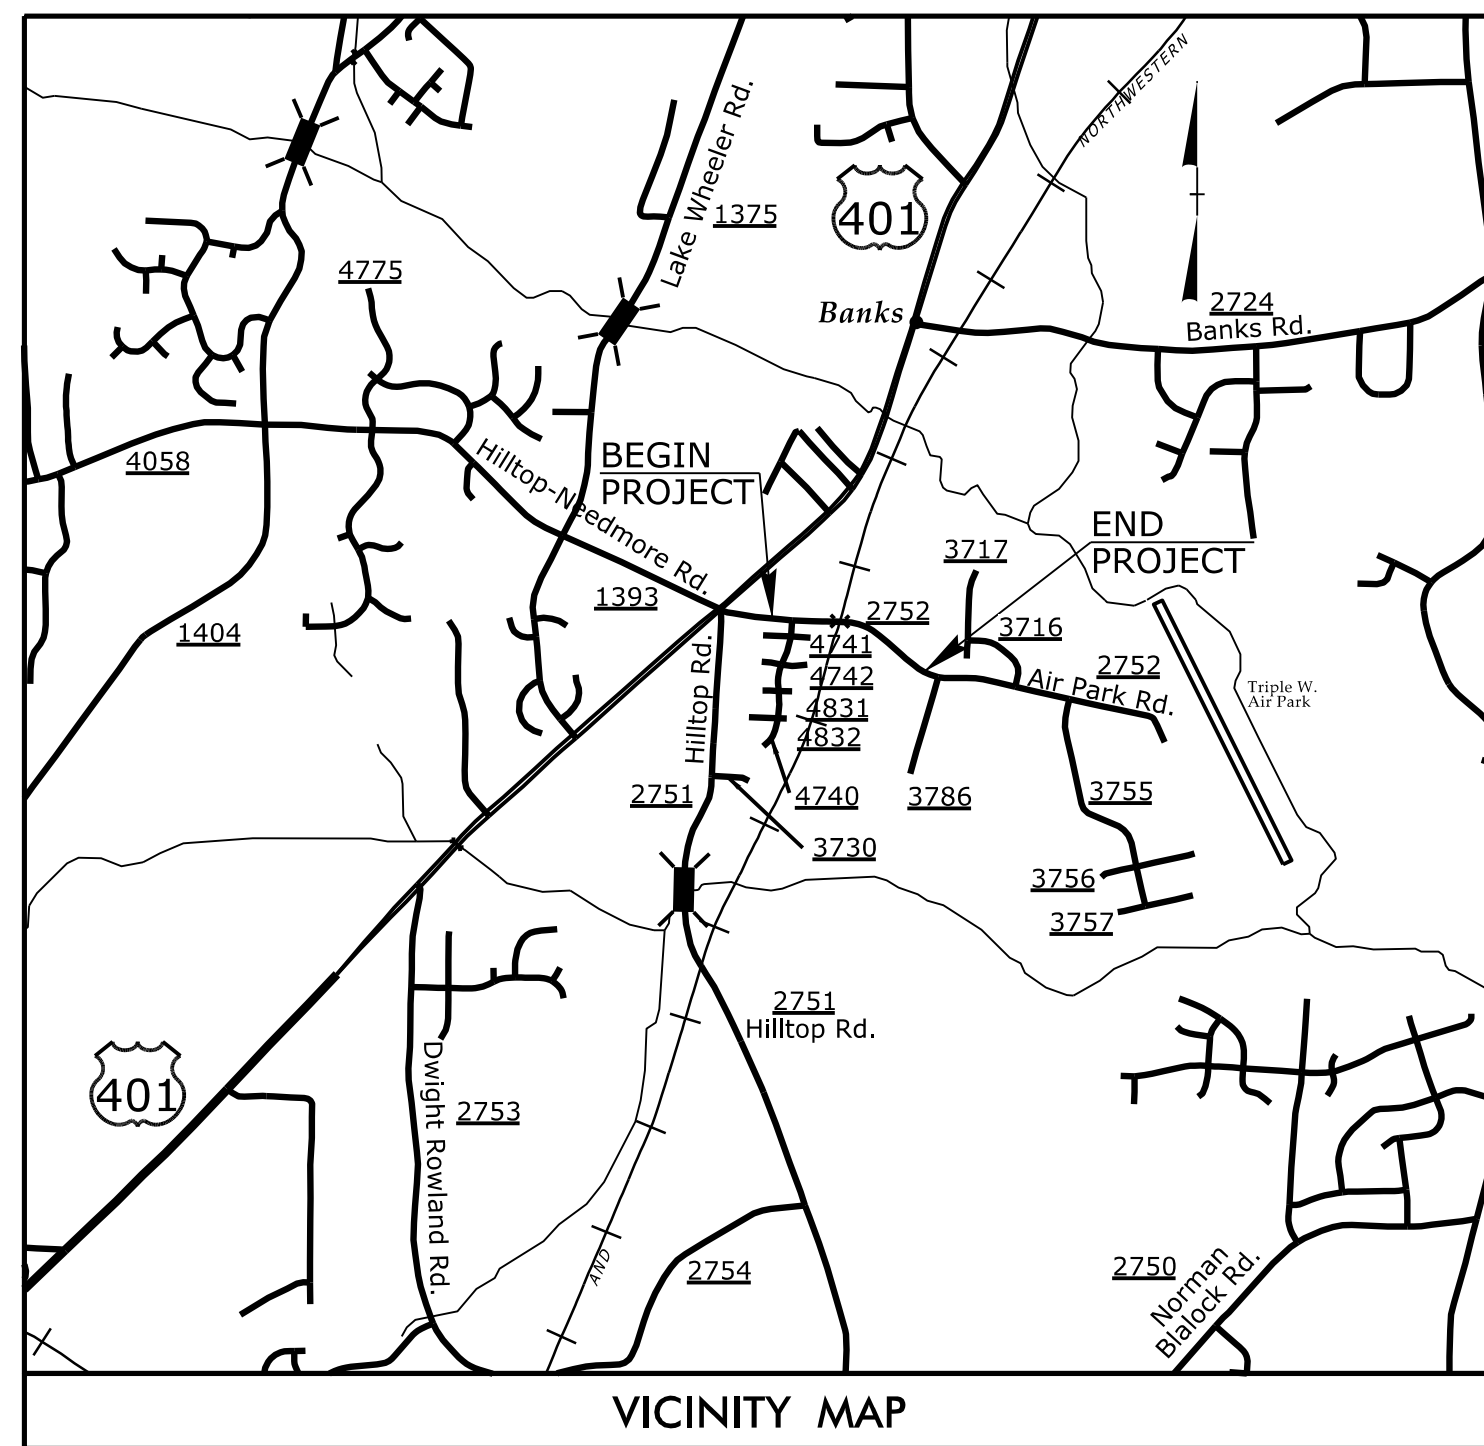 NORTHWESTERN
Lake Wheeler Rd.
1375
401
4775
Banks
2724
Banks Rd.
4058
Hilltop-Needmore Rd.
BEGIN
PROJECT
END
PROJECT
3717
1393
2752
1404
3716
4741
2752
Hilltop Rd.
4742
Air Park Rd.
Triple W.
Air Park
4831
4832
2751
4740
3786
3755
3730
3756
3757
2751
Hilltop Rd.
401
Dwight Rowland Rd.
2753
AND
2754
2750
Norman
Blalock Rd.
VICINITY MAP